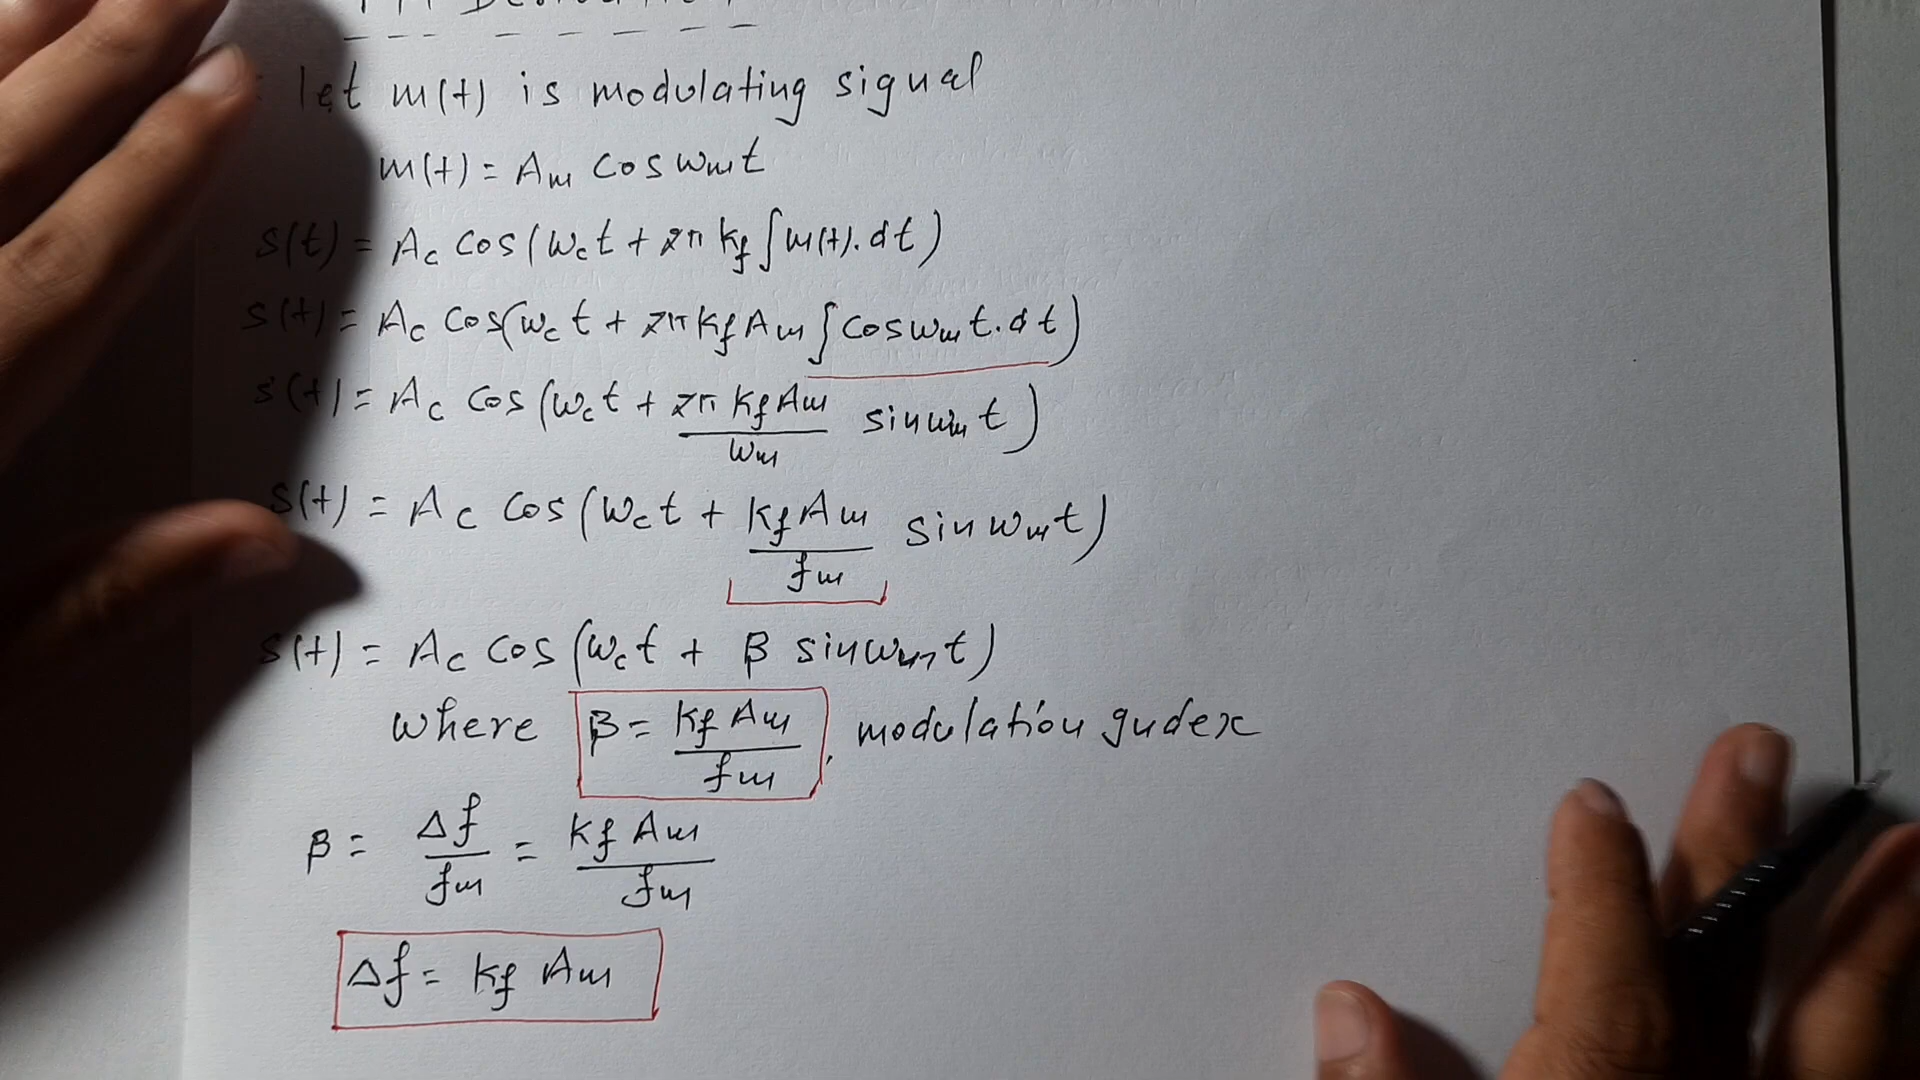 let m(t) is modulating signal
m(t) = Am cos ωmt
s(t) = Ac cos(ωct + 2π kf ∫m(t).dt)
s(t) = Ac cos(ωct + 2π kf Am ∫cos ωmt.dt)
s(t) = Ac cos(ωct + 2π kf Am/ωm sin ωmt)
s(t) = Ac cos(ωct + kf Am/fm sin ωmt)
s(t) = Ac cos(ωct + β sin ωmt)
where β = kf Am/fm, modulation index
β = Δf/fm = kf Am/fm
Δf = kf Am